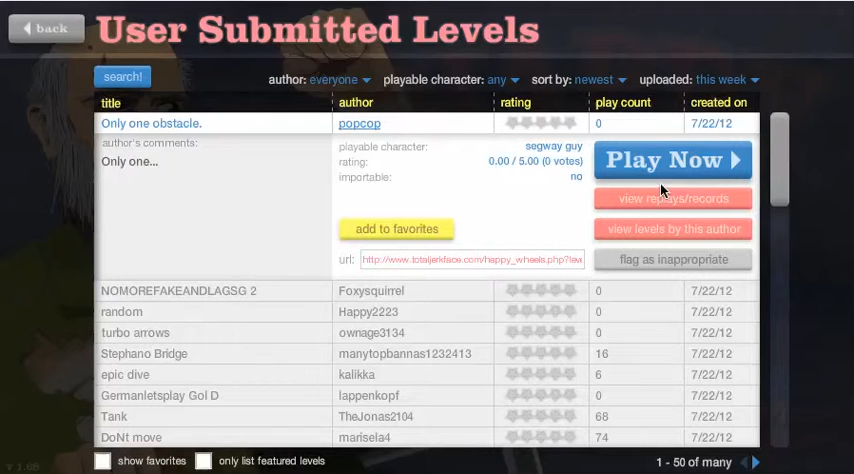 back
User Submitted Levels
search!
author: everyone playable character: any sort by: newest uploaded: this week
title author rating play count created on
Only one obstacle. popcop 0 7/22/12
author's comments:
Only one...
playable character: segway guy
rating: 0.00 / 5.00 (0 votes)
importable: no
add to favorites
url: http://www.totaljerkface.com/happy_wheels.php?lev
Play Now
view replays/records
view levels by this author
flag as inappropriate
NOMOREFAKEANDLAGSG 2 Foxysquirrel 0 7/22/12
random Happy2223 0 7/22/12
turbo arrows ownage3134 0 7/22/12
Stephano Bridge manytopbannas1232413 16 7/22/12
epic dive kalikka 6 7/22/12
Germanletsplay Gol D lappenkopf 0 7/22/12
Tank TheJonas2104 68 7/22/12
DoNt move marisela4 74 7/22/12
show favorites only list featured levels 1 - 50 of many
v 1.68